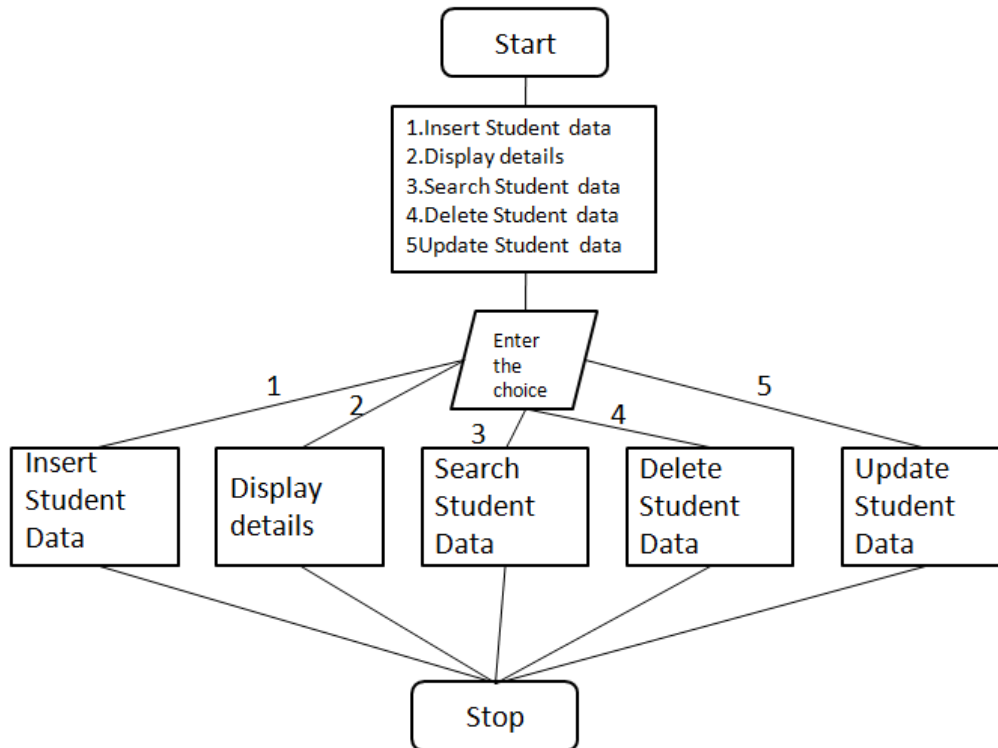 Start
1.Insert Student data
2.Display details
3.Search Student data
4.Delete Student data
5Update Student data
Enter
the
choice
1
2
3
4
5
Insert
Student
Data
Display
details
Search
Student
Data
Delete
Student
Data
Update
Student
Data
Stop